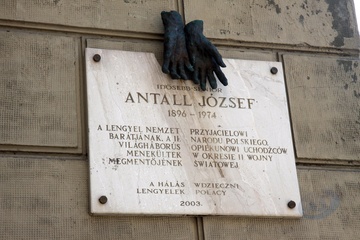 IDŐSEBB
ANTALL JÓZSEF
1896 - 1974
A LENGYEL NEMZET PRZYJACIELOWI
BARÁTJÁNAK, A II. NARODU POLSKIEGO,
VILÁGHÁBORÚS OPIEKUNOWI UCHODŹCÓW
MENEKÜLTEK W OKRESIE II WOJNY
MEGMENTŐJÉNEK ŚWIATOWEJ
A HÁLÁS WDZIĘCZNI
LENGYELEK POLACY
2003.